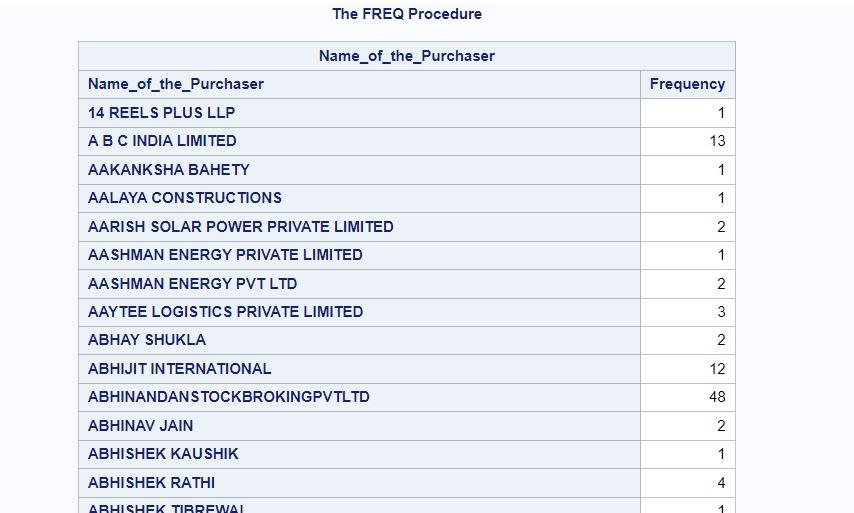 The FREQ Procedure
Name_of_the_Purchaser
Name_of_the_Purchaser Frequency
14 REELS PLUS LLP 1
A B C INDIA LIMITED 13
AAKANKSHA BAHETY 1
AALAYA CONSTRUCTIONS 1
AARISH SOLAR POWER PRIVATE LIMITED 2
AASHMAN ENERGY PRIVATE LIMITED 1
AASHMAN ENERGY PVT LTD 2
AAYTEE LOGISTICS PRIVATE LIMITED 3
ABHAY SHUKLA 2
ABHIJIT INTERNATIONAL 12
ABHINANDANSTOCKBROKINGPVTLTD 48
ABHINAV JAIN 2
ABHISHEK KAUSHIK 1
ABHISHEK RATHI 4
ABHISHEK TIBREWAL 1